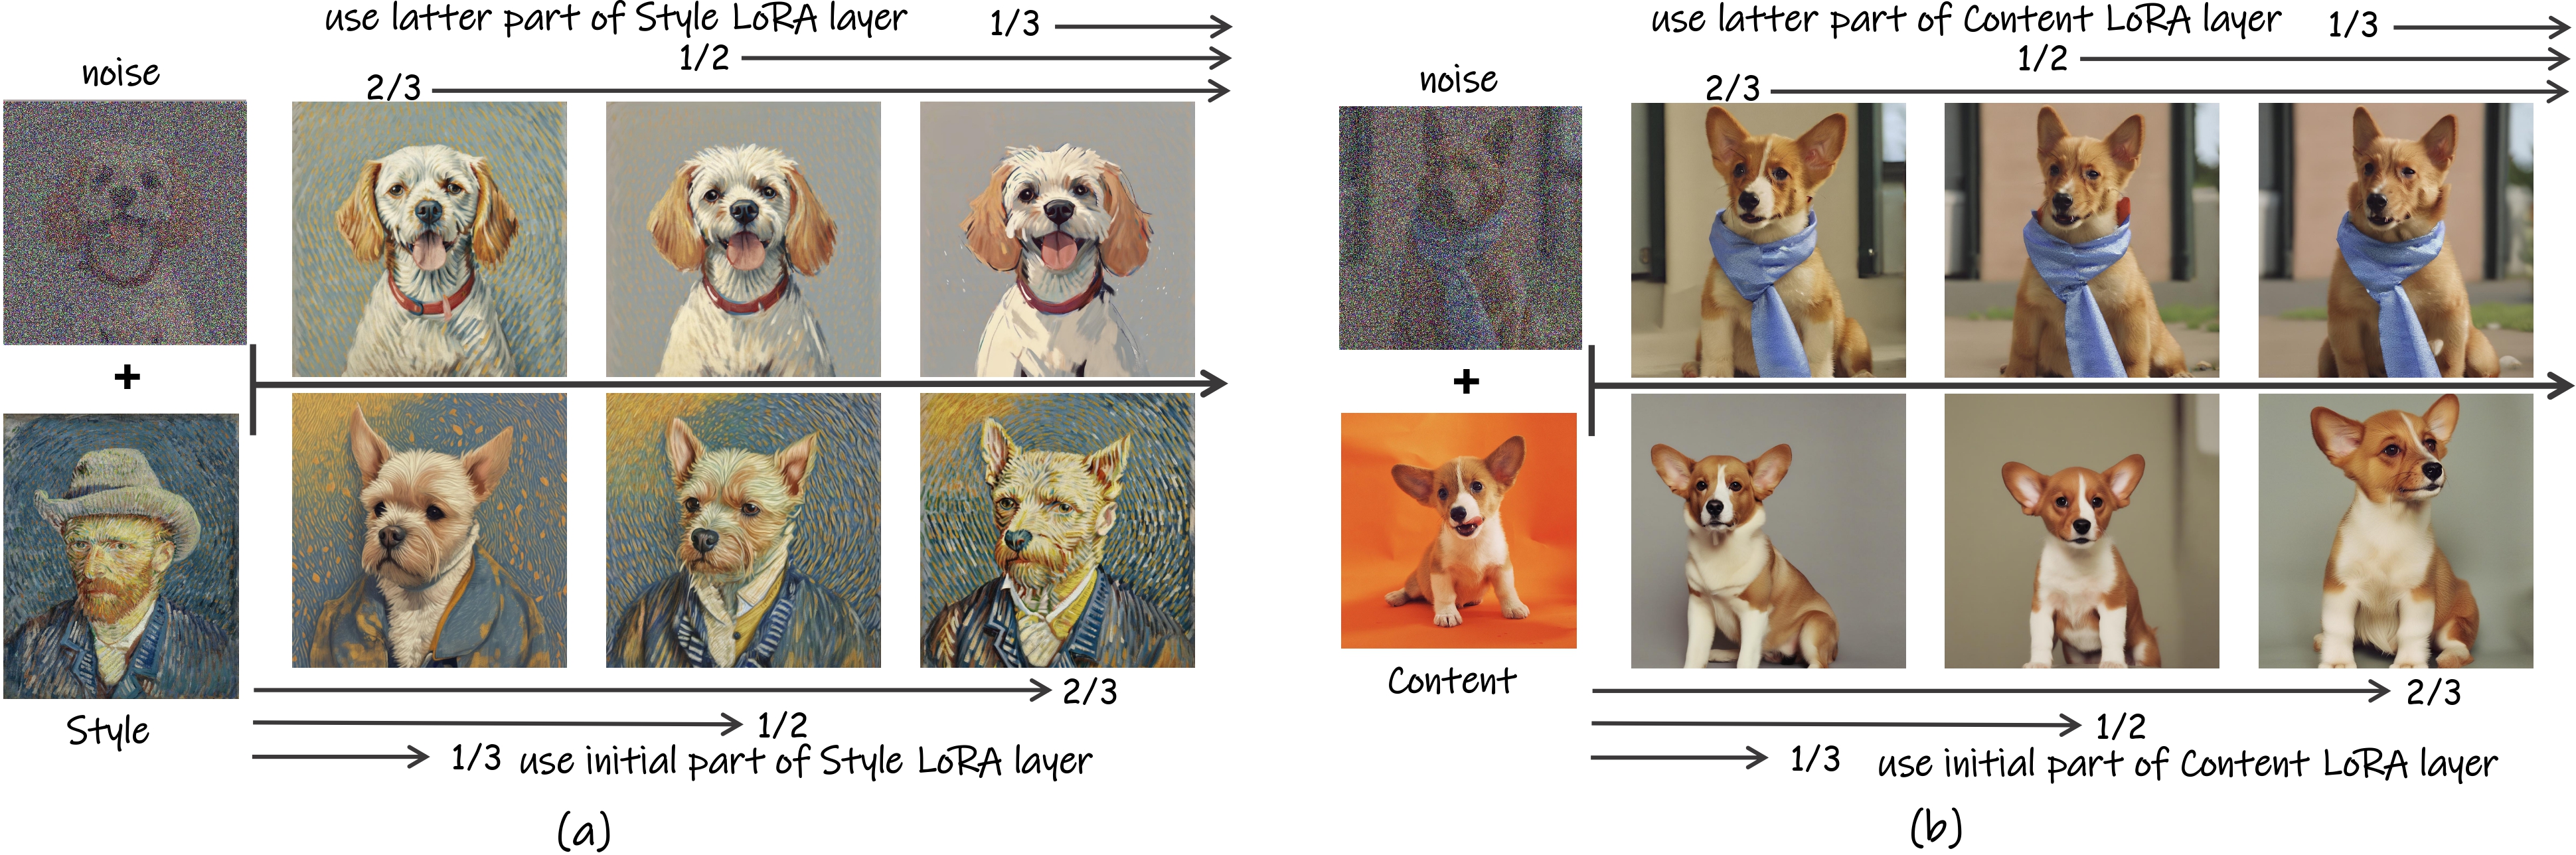 use latter part of Style LoRA layer
1/3
1/2
2/3
noise
+
Style
2/3
1/2
1/3 use initial part of Style LoRA layer
(a)
use latter part of Content LoRA layer
1/3
1/2
2/3
noise
+
Content
2/3
1/2
1/3 use initial part of Content LoRA layer
(b)